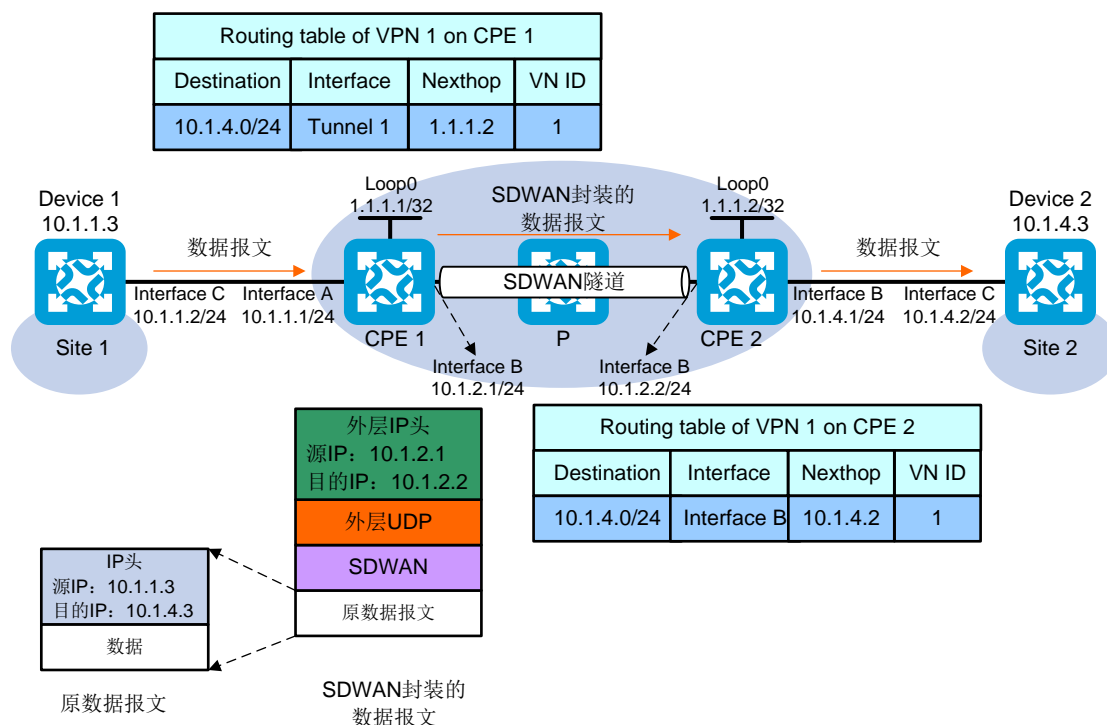 Routing table of VPN 1 on CPE 1
Destination Interface Nexthop VN ID
10.1.4.0/24 Tunnel 1 1.1.1.2 1
Device 1
10.1.1.3
Loop0
1.1.1.1/32
SDWAN封装的
数据报文
Loop0
1.1.1.2/32
Device 2
10.1.4.3
数据报文
数据报文
SDWAN隧道
Interface C
10.1.1.2/24
Interface A
10.1.1.1/24
Interface B
10.1.4.1/24
Interface C
10.1.4.2/24
Site 1
CPE 1
P
CPE 2
Site 2
Interface B
10.1.2.1/24
Interface B
10.1.2.2/24
外层IP头
源IP：10.1.2.1
目的IP：10.1.2.2
外层UDP
SDWAN
原数据报文
Routing table of VPN 1 on CPE 2
Destination Interface Nexthop VN ID
10.1.4.0/24 Interface B 10.1.4.2 1
IP头
源IP：10.1.1.3
目的IP：10.1.4.3
数据
原数据报文
SDWAN封装的
数据报文